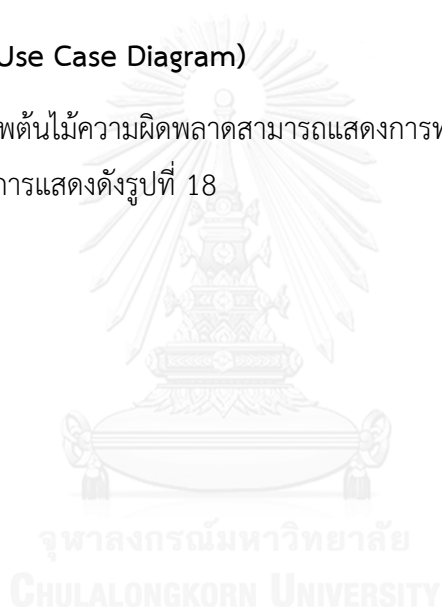 Use Case Diagram)
พต้นไม้ความผิดพลาดสามารถแสดงการท
การแสดงดังรูปที่ 18
จุฬาลงกรณ์มหาวิทยาลัย
CHULALONGKORN UNIVERSITY